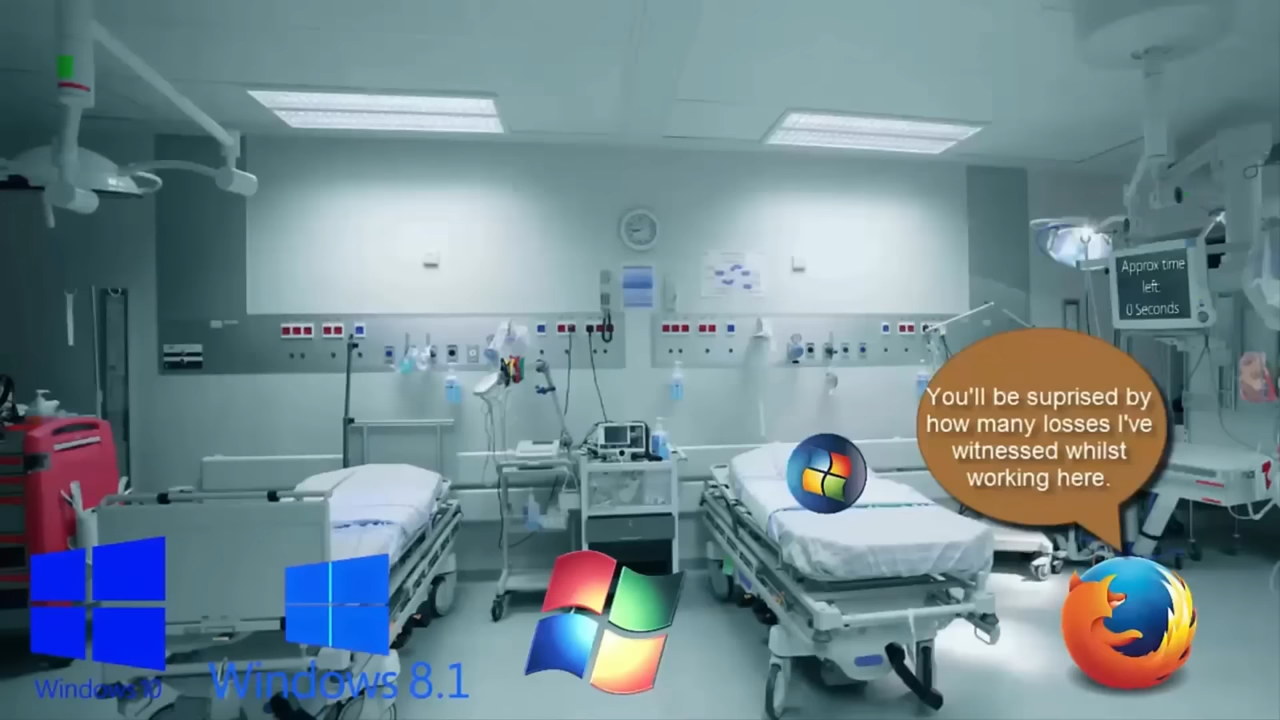 Approx time
left:
0 Seconds
You'll be suprised by
how many losses I've
witnessed whilst
working here.
Windows 10
Windows 8.1